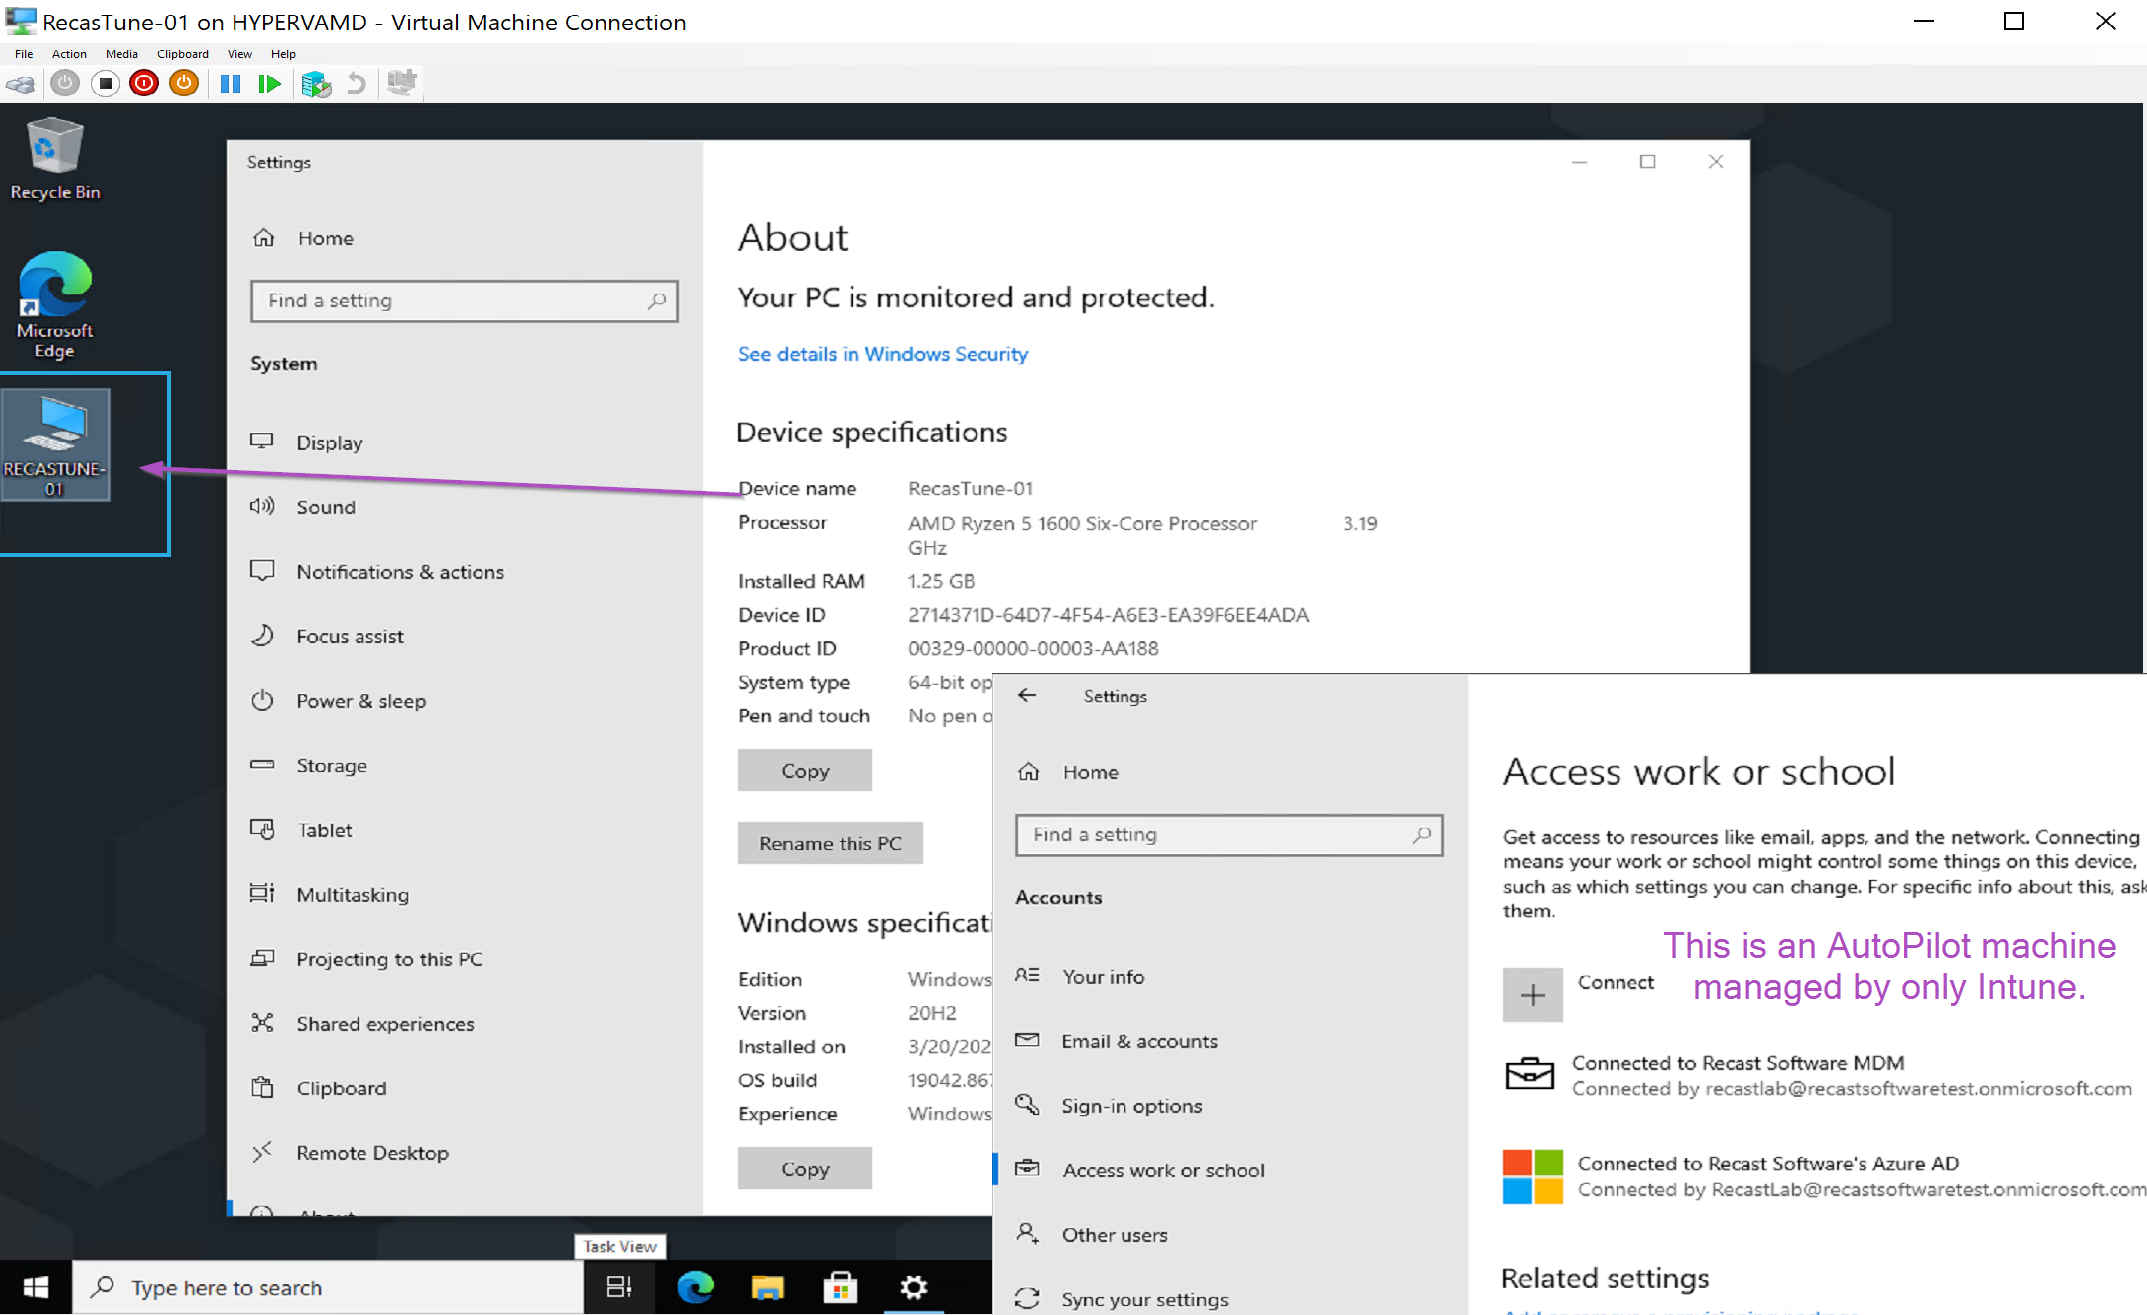 RecasTune-01 on HYPERVAMD - Virtual Machine Connection
File Action Media Clipboard View Help
Recycle Bin
Microsoft
Edge
RECASTUNE-
01
Settings
Home
Find a setting
System
Display
Sound
Notifications & actions
Focus assist
Power & sleep
Storage
Tablet
Multitasking
Projecting to this PC
Shared experiences
Clipboard
Remote Desktop
About
About
Your PC is monitored and protected.
See details in Windows Security
Device specifications
Device name RecasTune-01
Processor AMD Ryzen 5 1600 Six-Core Processor 3.19
GHz
Installed RAM 1.25 GB
Device ID 2714371D-64D7-4F54-A6E3-EA39F6EE4ADA
Product ID 00329-00000-00003-AA188
System type 64-bit op
Pen and touch No pen o
Copy
Rename this PC
Windows specificati
Edition Windows
Version 20H2
Installed on 3/20/202
OS build 19042.867
Experience Windows
Copy
Settings
Home
Find a setting
Accounts
Your info
Email & accounts
Sign-in options
Access work or school
Other users
Sync your settings
Access work or school
Get access to resources like email, apps, and the network. Connecting
means your work or school might control some things on this device,
such as which settings you can change. For specific info about this, ask
them.
This is an AutoPilot machine
managed by only Intune.
Connect
Connected to Recast Software MDM
Connected by recastlab@recastsoftwaretest.onmicrosoft.com
Connected to Recast Software's Azure AD
Connected by RecastLab@recastsoftwaretest.onmicrosoft.com
Related settings
Task View
Type here to search